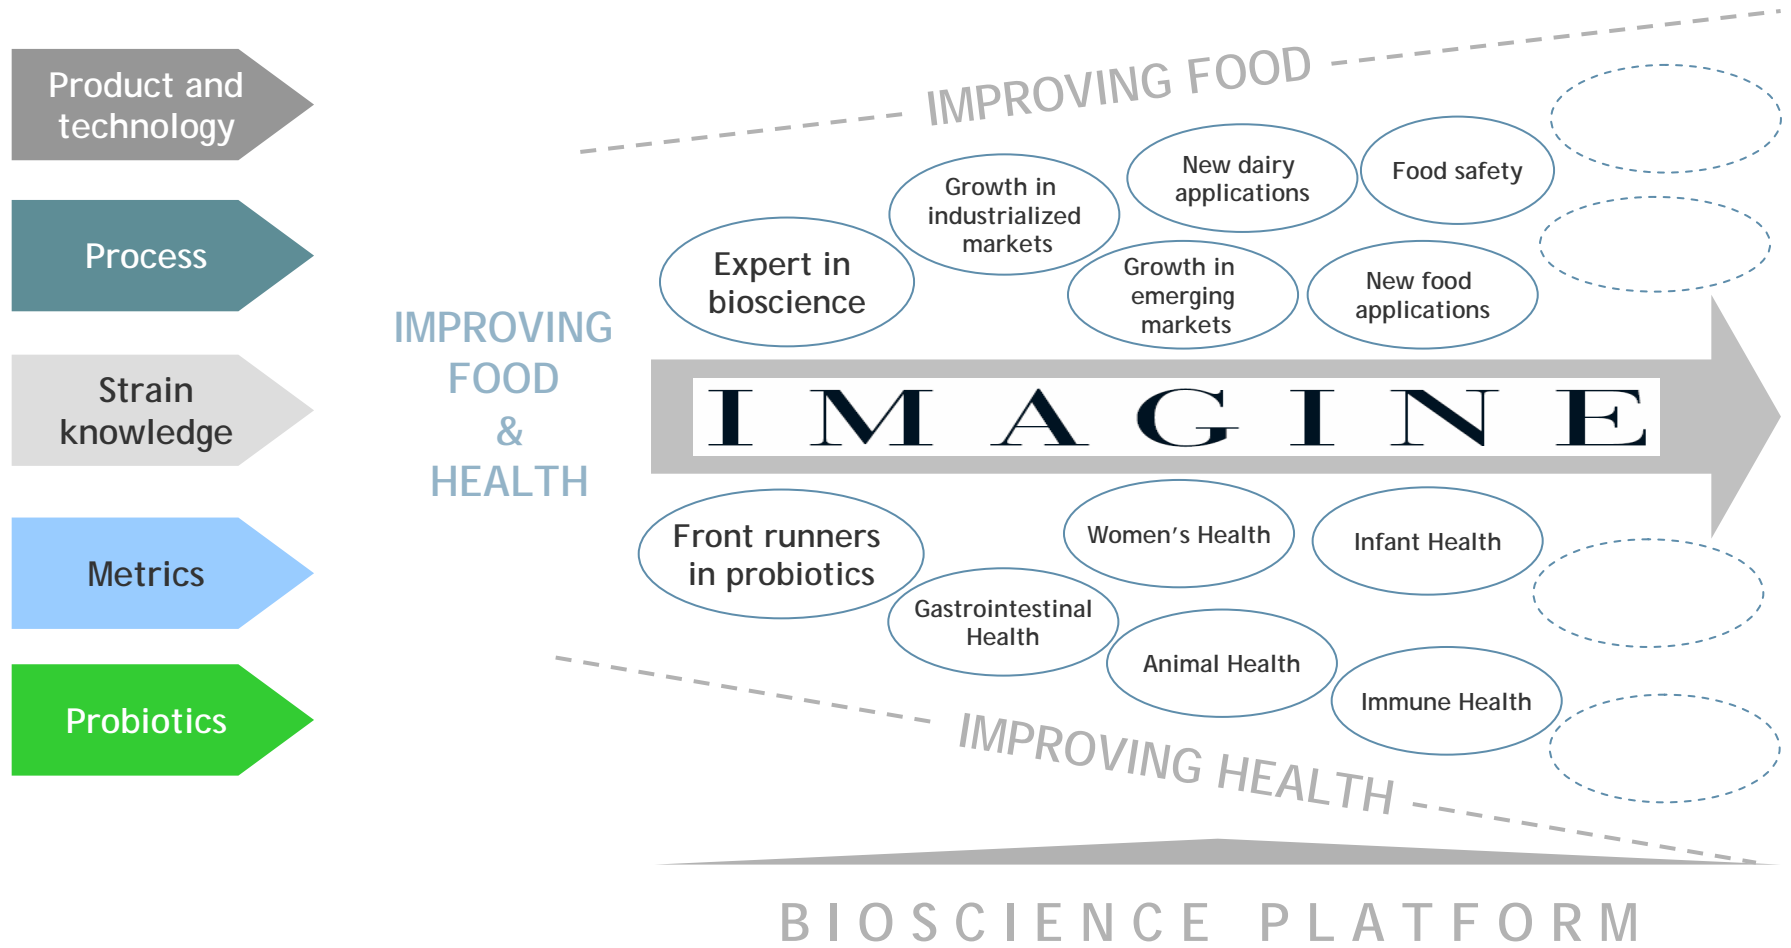 Product and
technology
Process
Strain
knowledge
Metrics
Probiotics
IMPROVING
FOOD
&
HEALTH
IMPROVING FOOD
Expert in
bioscience
Growth in
industrialized
markets
New dairy
applications
Food safety
Growth in
emerging
markets
New food
applications
IMAGINE
Front runners
in probiotics
Gastrointestinal
Health
Women's Health
Infant Health
Animal Health
Immune Health
IMPROVING HEALTH
BIOSCIENCE PLATFORM